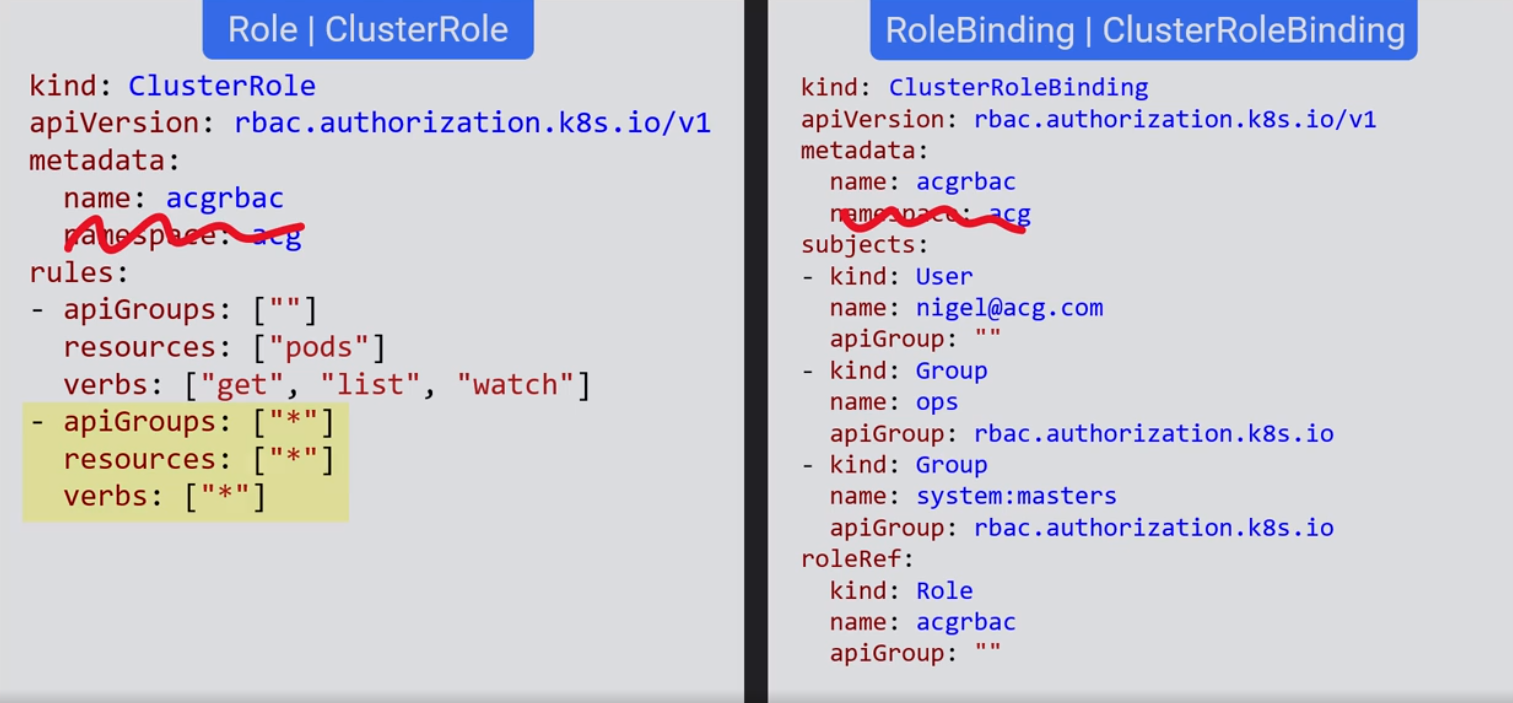 Role | ClusterRole
kind: ClusterRole
apiVersion: rbac.authorization.k8s.io/v1
metadata:
  name: acgrbac
  namespace: acg
rules:
- apiGroups: [""]
  resources: ["pods"]
  verbs: ["get", "list", "watch"]
- apiGroups: ["*"]
  resources: ["*"]
  verbs: ["*"]
RoleBinding | ClusterRoleBinding
kind: ClusterRoleBinding
apiVersion: rbac.authorization.k8s.io/v1
metadata:
  name: acgrbac
  namespace: acg
subjects:
- kind: User
  name: nigel@acg.com
  apiGroup: ""
- kind: Group
  name: ops
  apiGroup: rbac.authorization.k8s.io
- kind: Group
  name: system:masters
  apiGroup: rbac.authorization.k8s.io
roleRef:
  kind: Role
  name: acgrbac
  apiGroup: ""